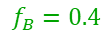 f_B = 0.4